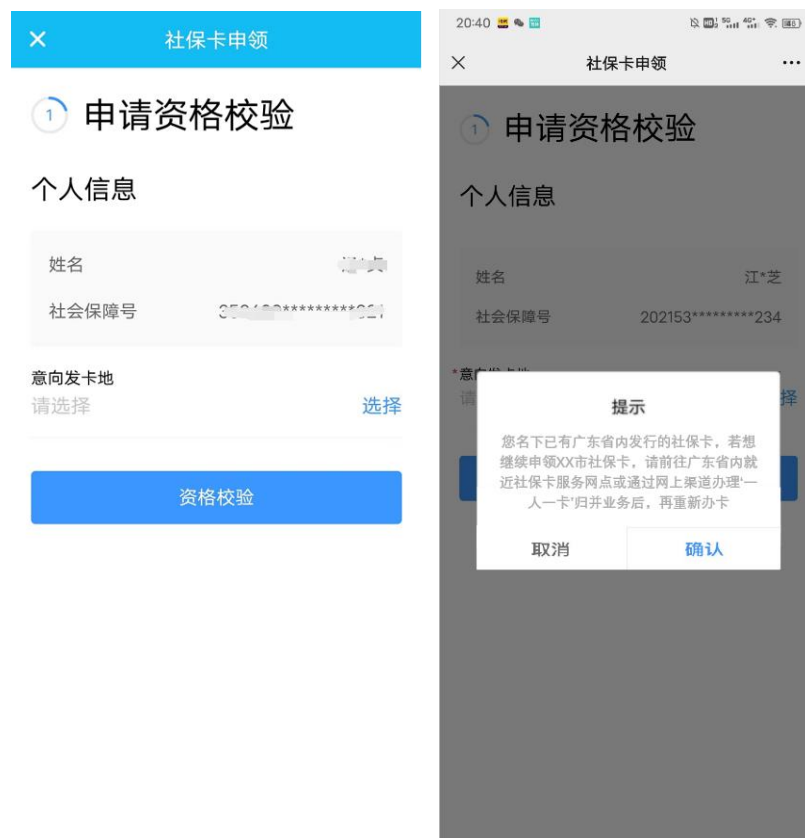 社保卡申领
1
申请资格校验
个人信息
姓名
社会保障号
意向发卡地
请选择
选择
资格校验
20:40
社保卡申领
1
申请资格校验
个人信息
姓名
江*芝
社会保障号
202153*********234
*意
请
择
提示
您名下已有广东省内发行的社保卡，若想
继续申领XX市社保卡，请前往广东省内就
近社保卡服务网点或通过网上渠道办理‘一
人一卡’归并业务后，再重新办卡
取消
确认